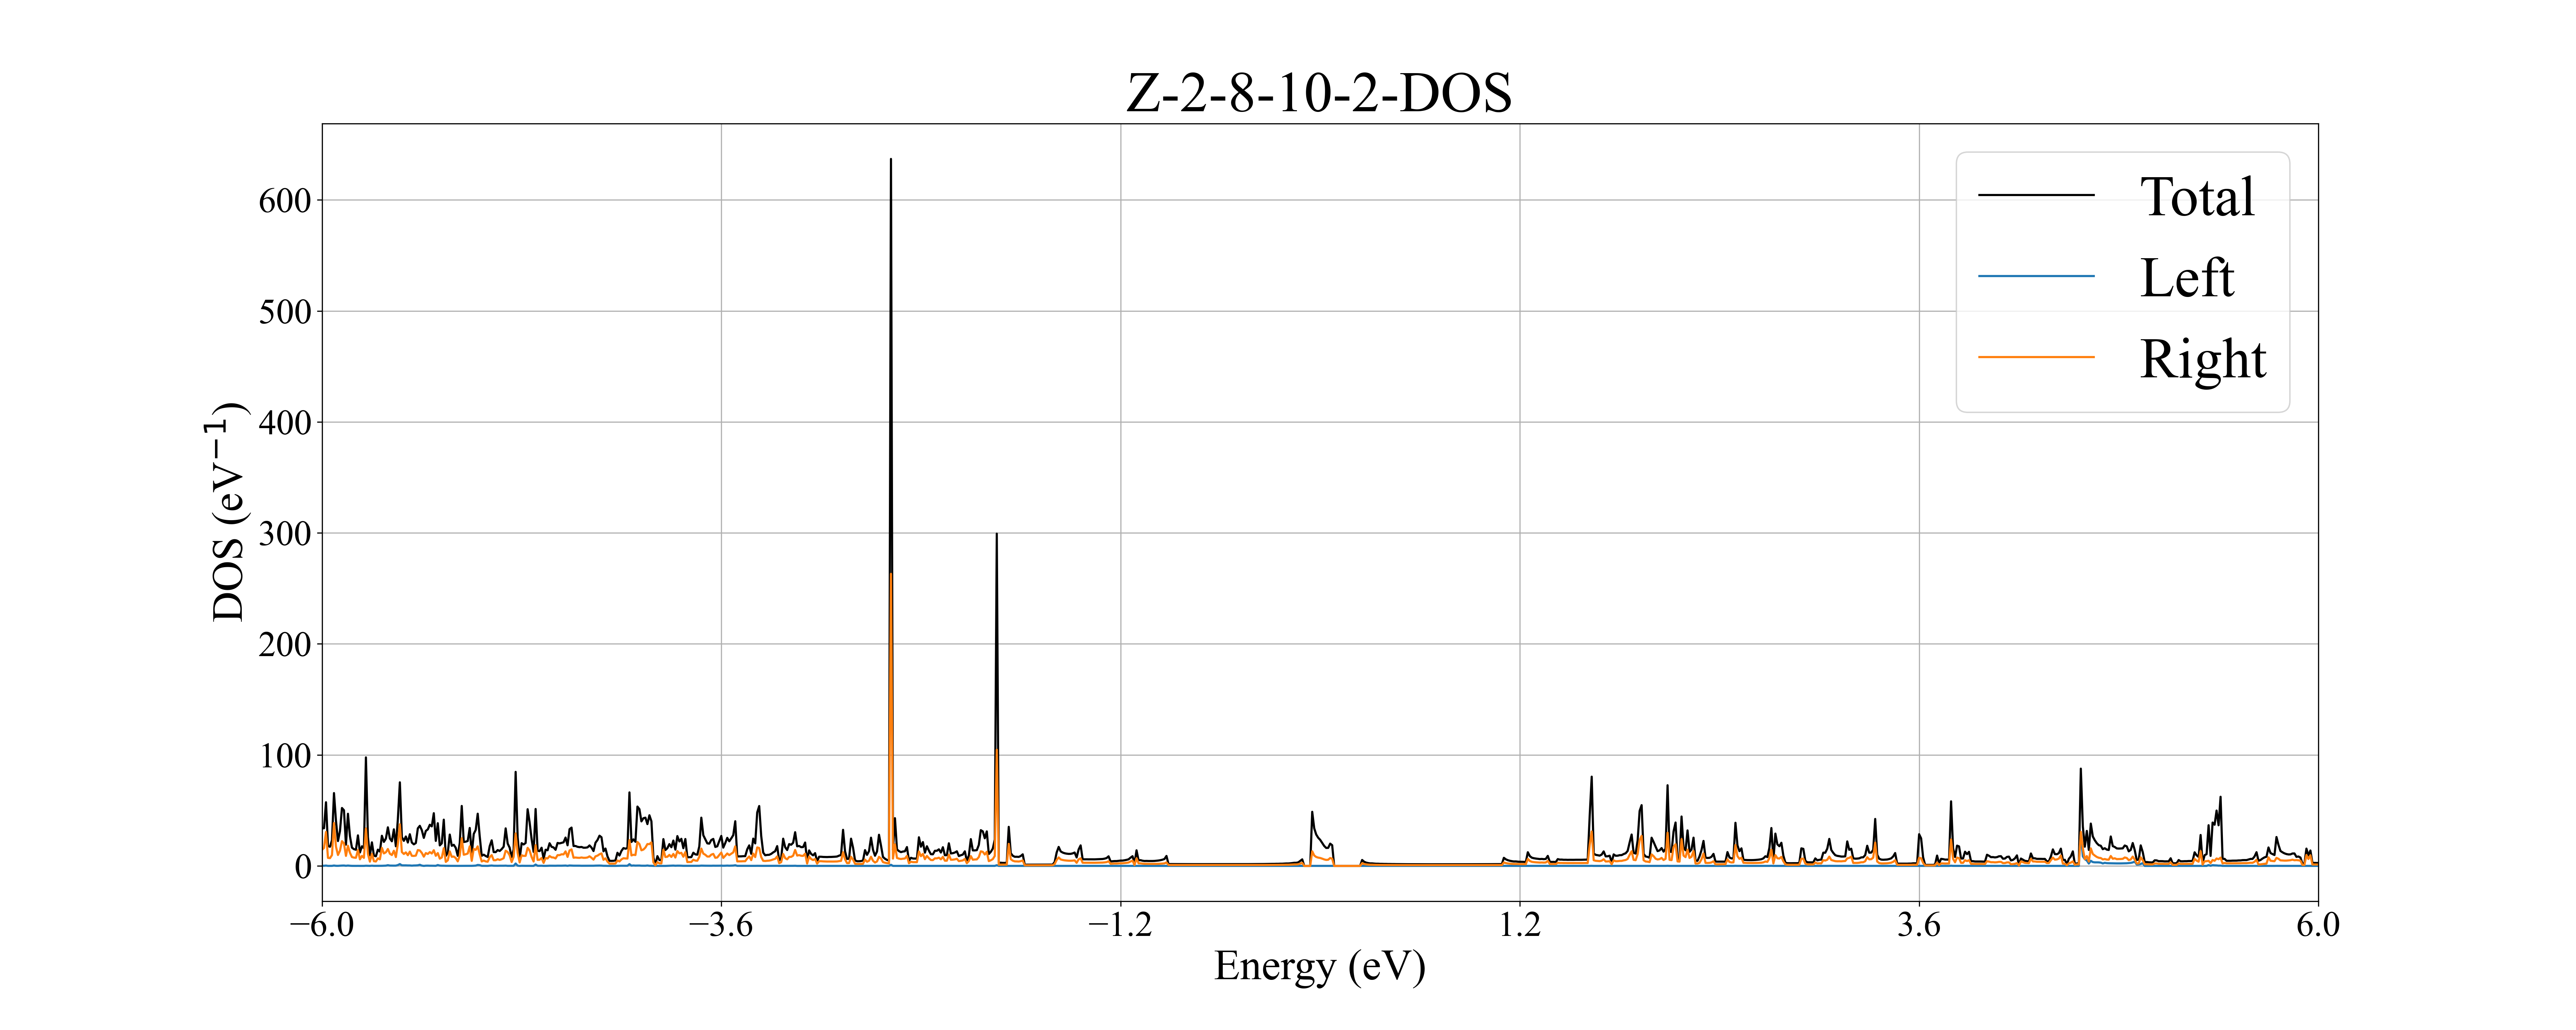 Z-2-8-10-2-DOS
Total
Left
Right
DOS (eV⁻¹)
600
500
400
300
200
100
0
−6.0 −3.6 −1.2 1.2 3.6 6.0
Energy (eV)